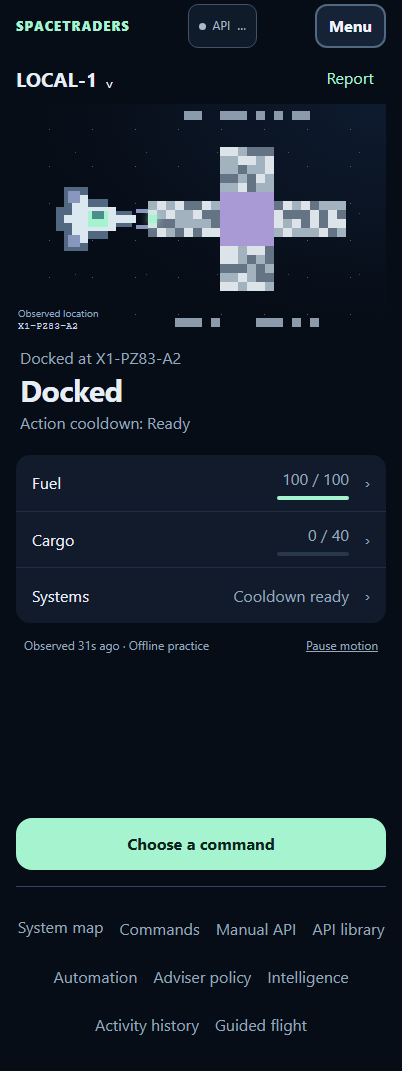 SPACETRADERS
API ...
Menu
LOCAL-1 v
Report
Observed location
X1-PZ83-A2
Docked at X1-PZ83-A2
Docked
Action cooldown: Ready
Fuel 100 / 100 ›
Cargo 0 / 40 ›
Systems Cooldown ready ›
Observed 31s ago · Offline practice Pause motion
Choose a command
System map Commands Manual API API library
Automation Adviser policy Intelligence
Activity history Guided flight